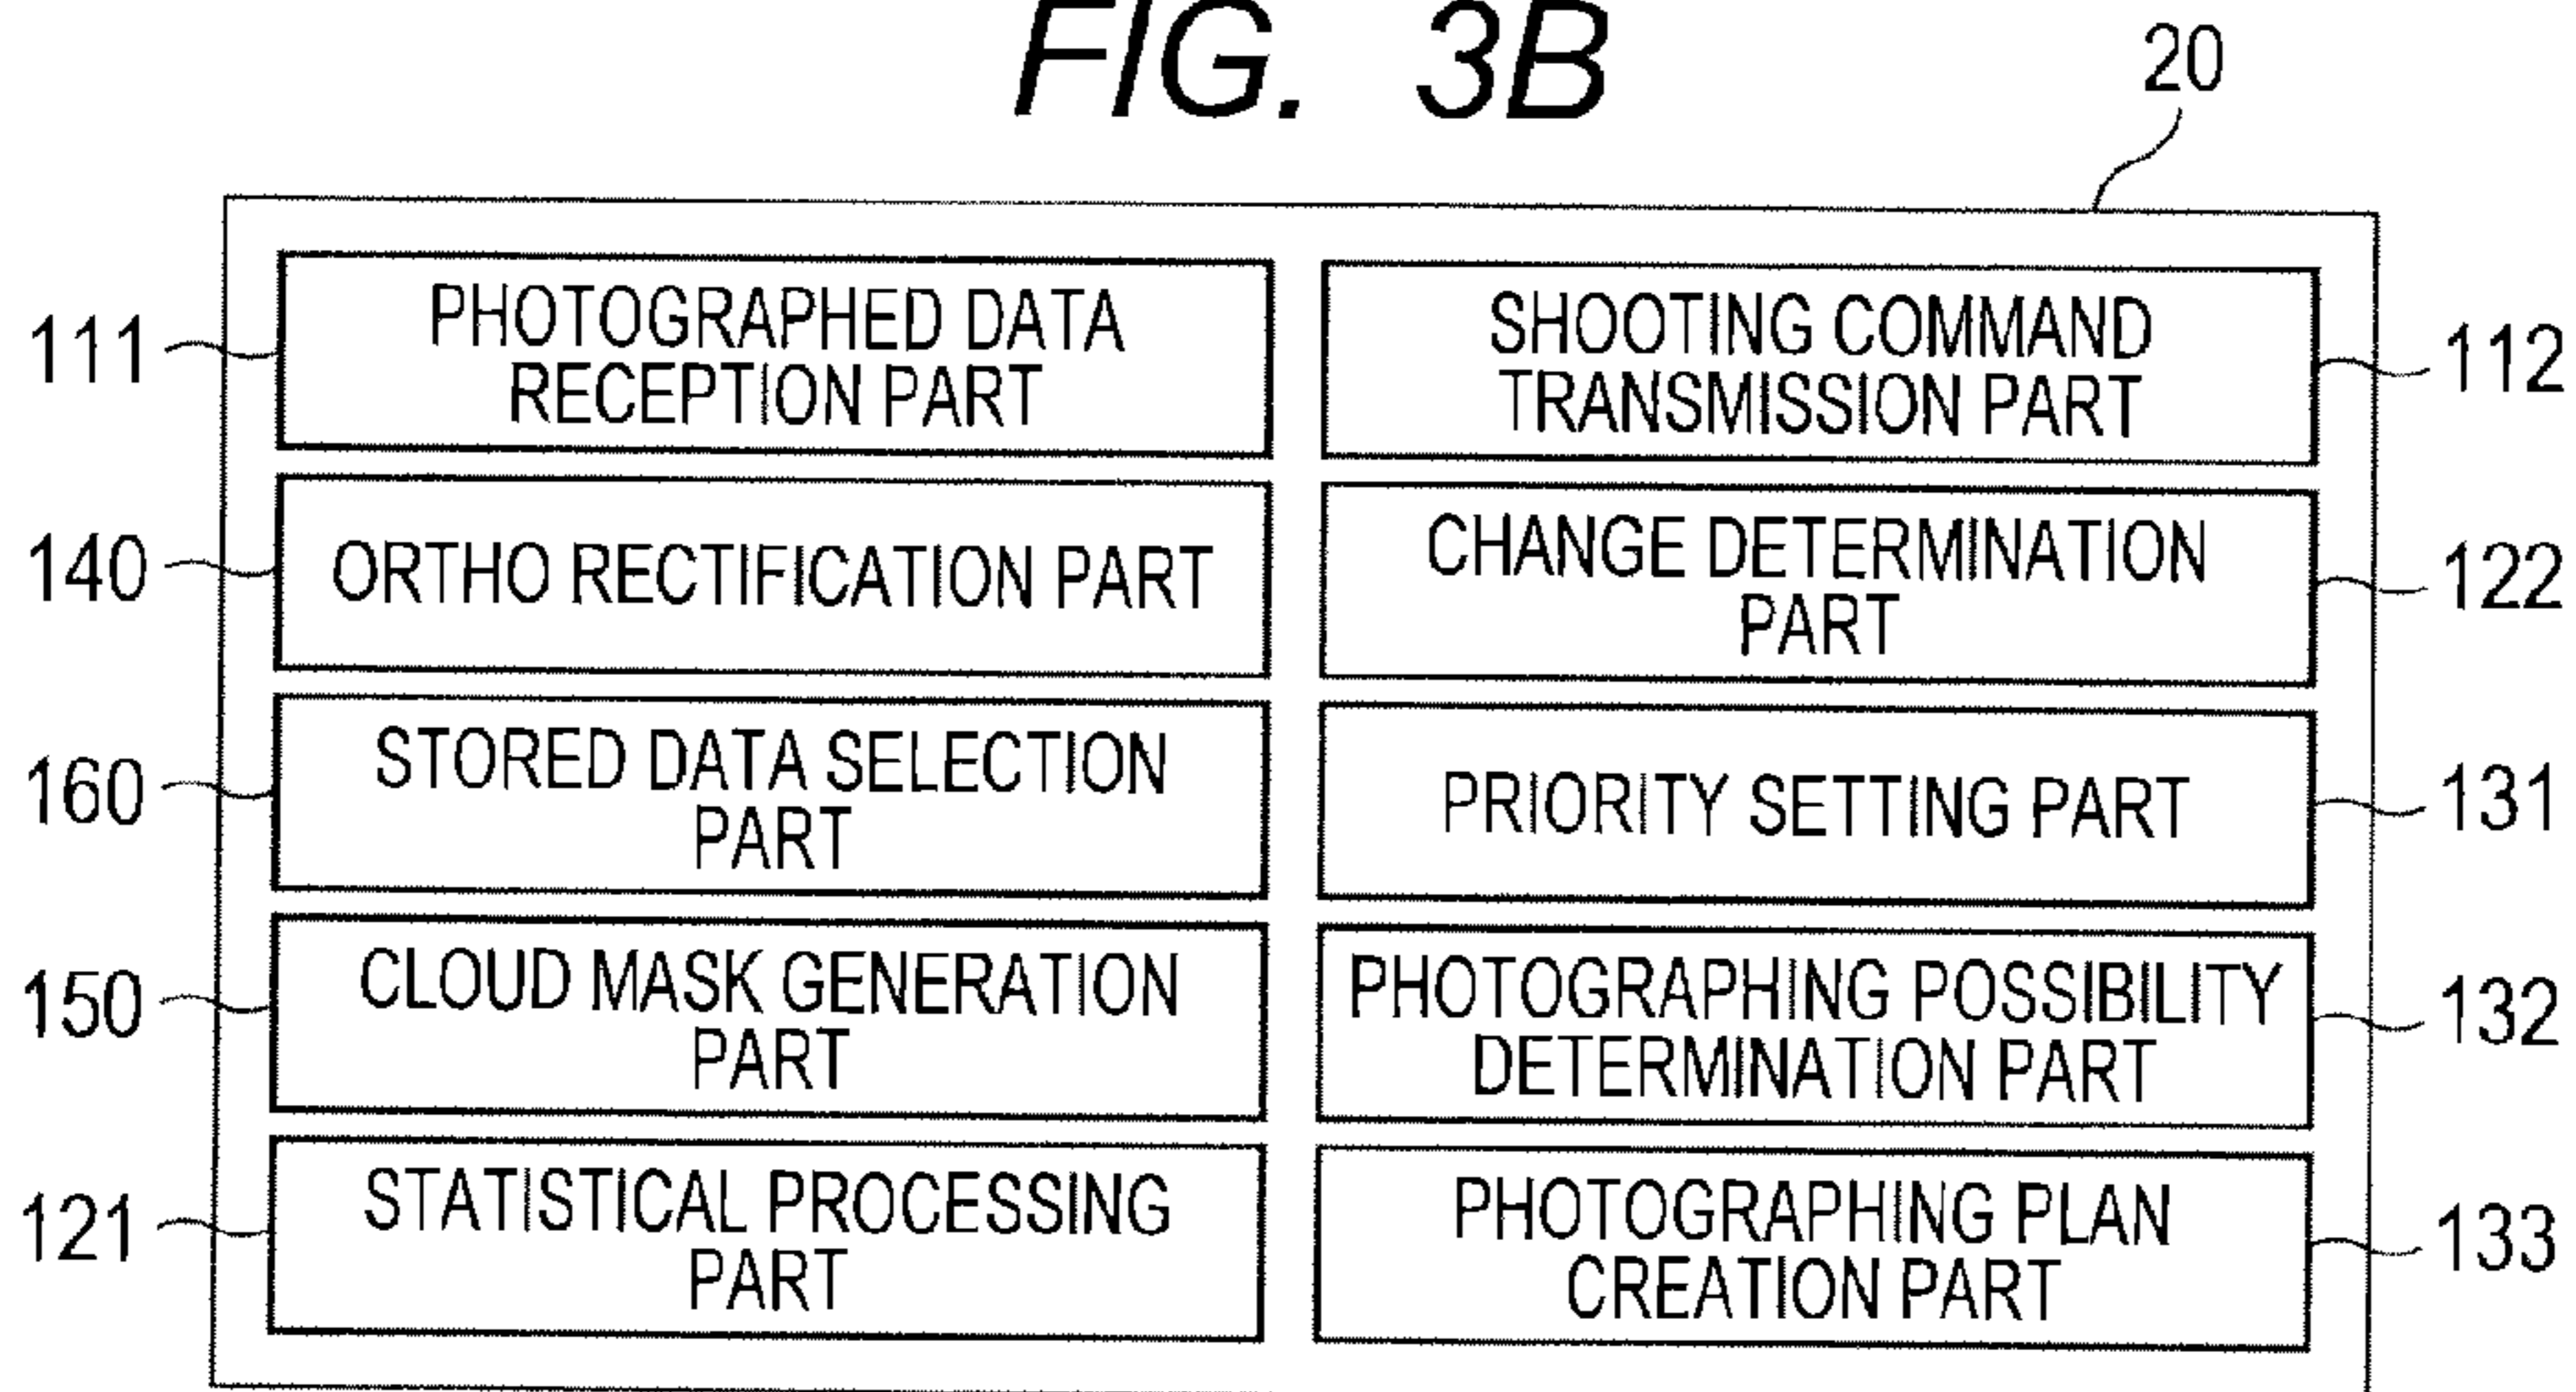 FIG. 3B
20
111
PHOTOGRAPHED DATA
RECEPTION PART
SHOOTING COMMAND
TRANSMISSION PART
112
140
ORTHO RECTIFICATION PART
CHANGE DETERMINATION
PART
122
160
STORED DATA SELECTION
PART
PRIORITY SETTING PART
131
150
CLOUD MASK GENERATION
PART
PHOTOGRAPHING POSSIBILITY
DETERMINATION PART
132
121
STATISTICAL PROCESSING
PART
PHOTOGRAPHING PLAN
CREATION PART
133